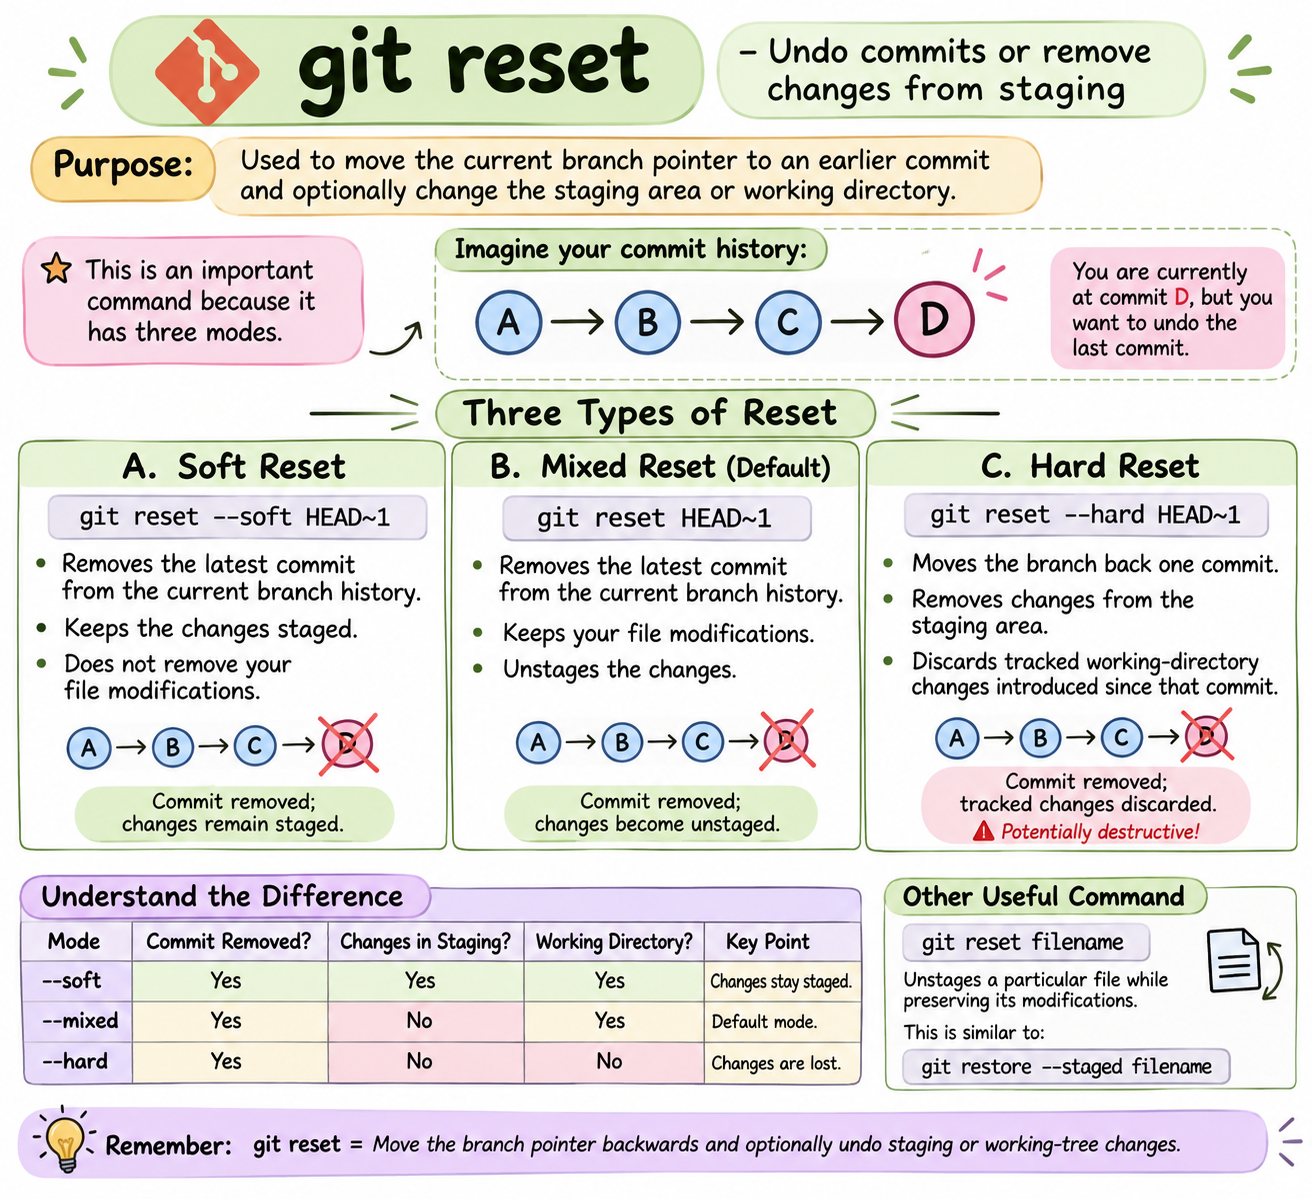 git reset
– Undo commits or remove
changes from staging
Purpose:
Used to move the current branch pointer to an earlier commit
and optionally change the staging area or working directory.
This is an important
command because it
has three modes.
Imagine your commit history:
A → B → C → D
You are currently
at commit D, but you
want to undo the
last commit.
Three Types of Reset
A. Soft Reset
git reset --soft HEAD~1
• Removes the latest commit
from the current branch history.
• Keeps the changes staged.
• Does not remove your
file modifications.
A → B → C → D
Commit removed;
changes remain staged.
B. Mixed Reset (Default)
git reset HEAD~1
• Removes the latest commit
from the current branch history.
• Keeps your file modifications.
• Unstages the changes.
A → B → C → D
Commit removed;
changes become unstaged.
C. Hard Reset
git reset --hard HEAD~1
• Moves the branch back one commit.
• Removes changes from the
staging area.
• Discards tracked working-directory
changes introduced since that commit.
A → B → C → D
Commit removed;
tracked changes discarded.
Potentially destructive!
Understand the Difference
Mode Commit Removed? Changes in Staging? Working Directory? Key Point
--soft Yes Yes Yes Changes stay staged.
--mixed Yes No Yes Default mode.
--hard Yes No No Changes are lost.
Other Useful Command
git reset filename
Unstages a particular file while
preserving its modifications.
This is similar to:
git restore --staged filename
Remember: git reset = Move the branch pointer backwards and optionally undo staging or working-tree changes.